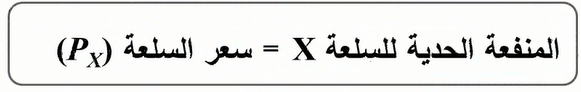 المنفعة الحدية للسلعة X = سعر السلعة (P_X)